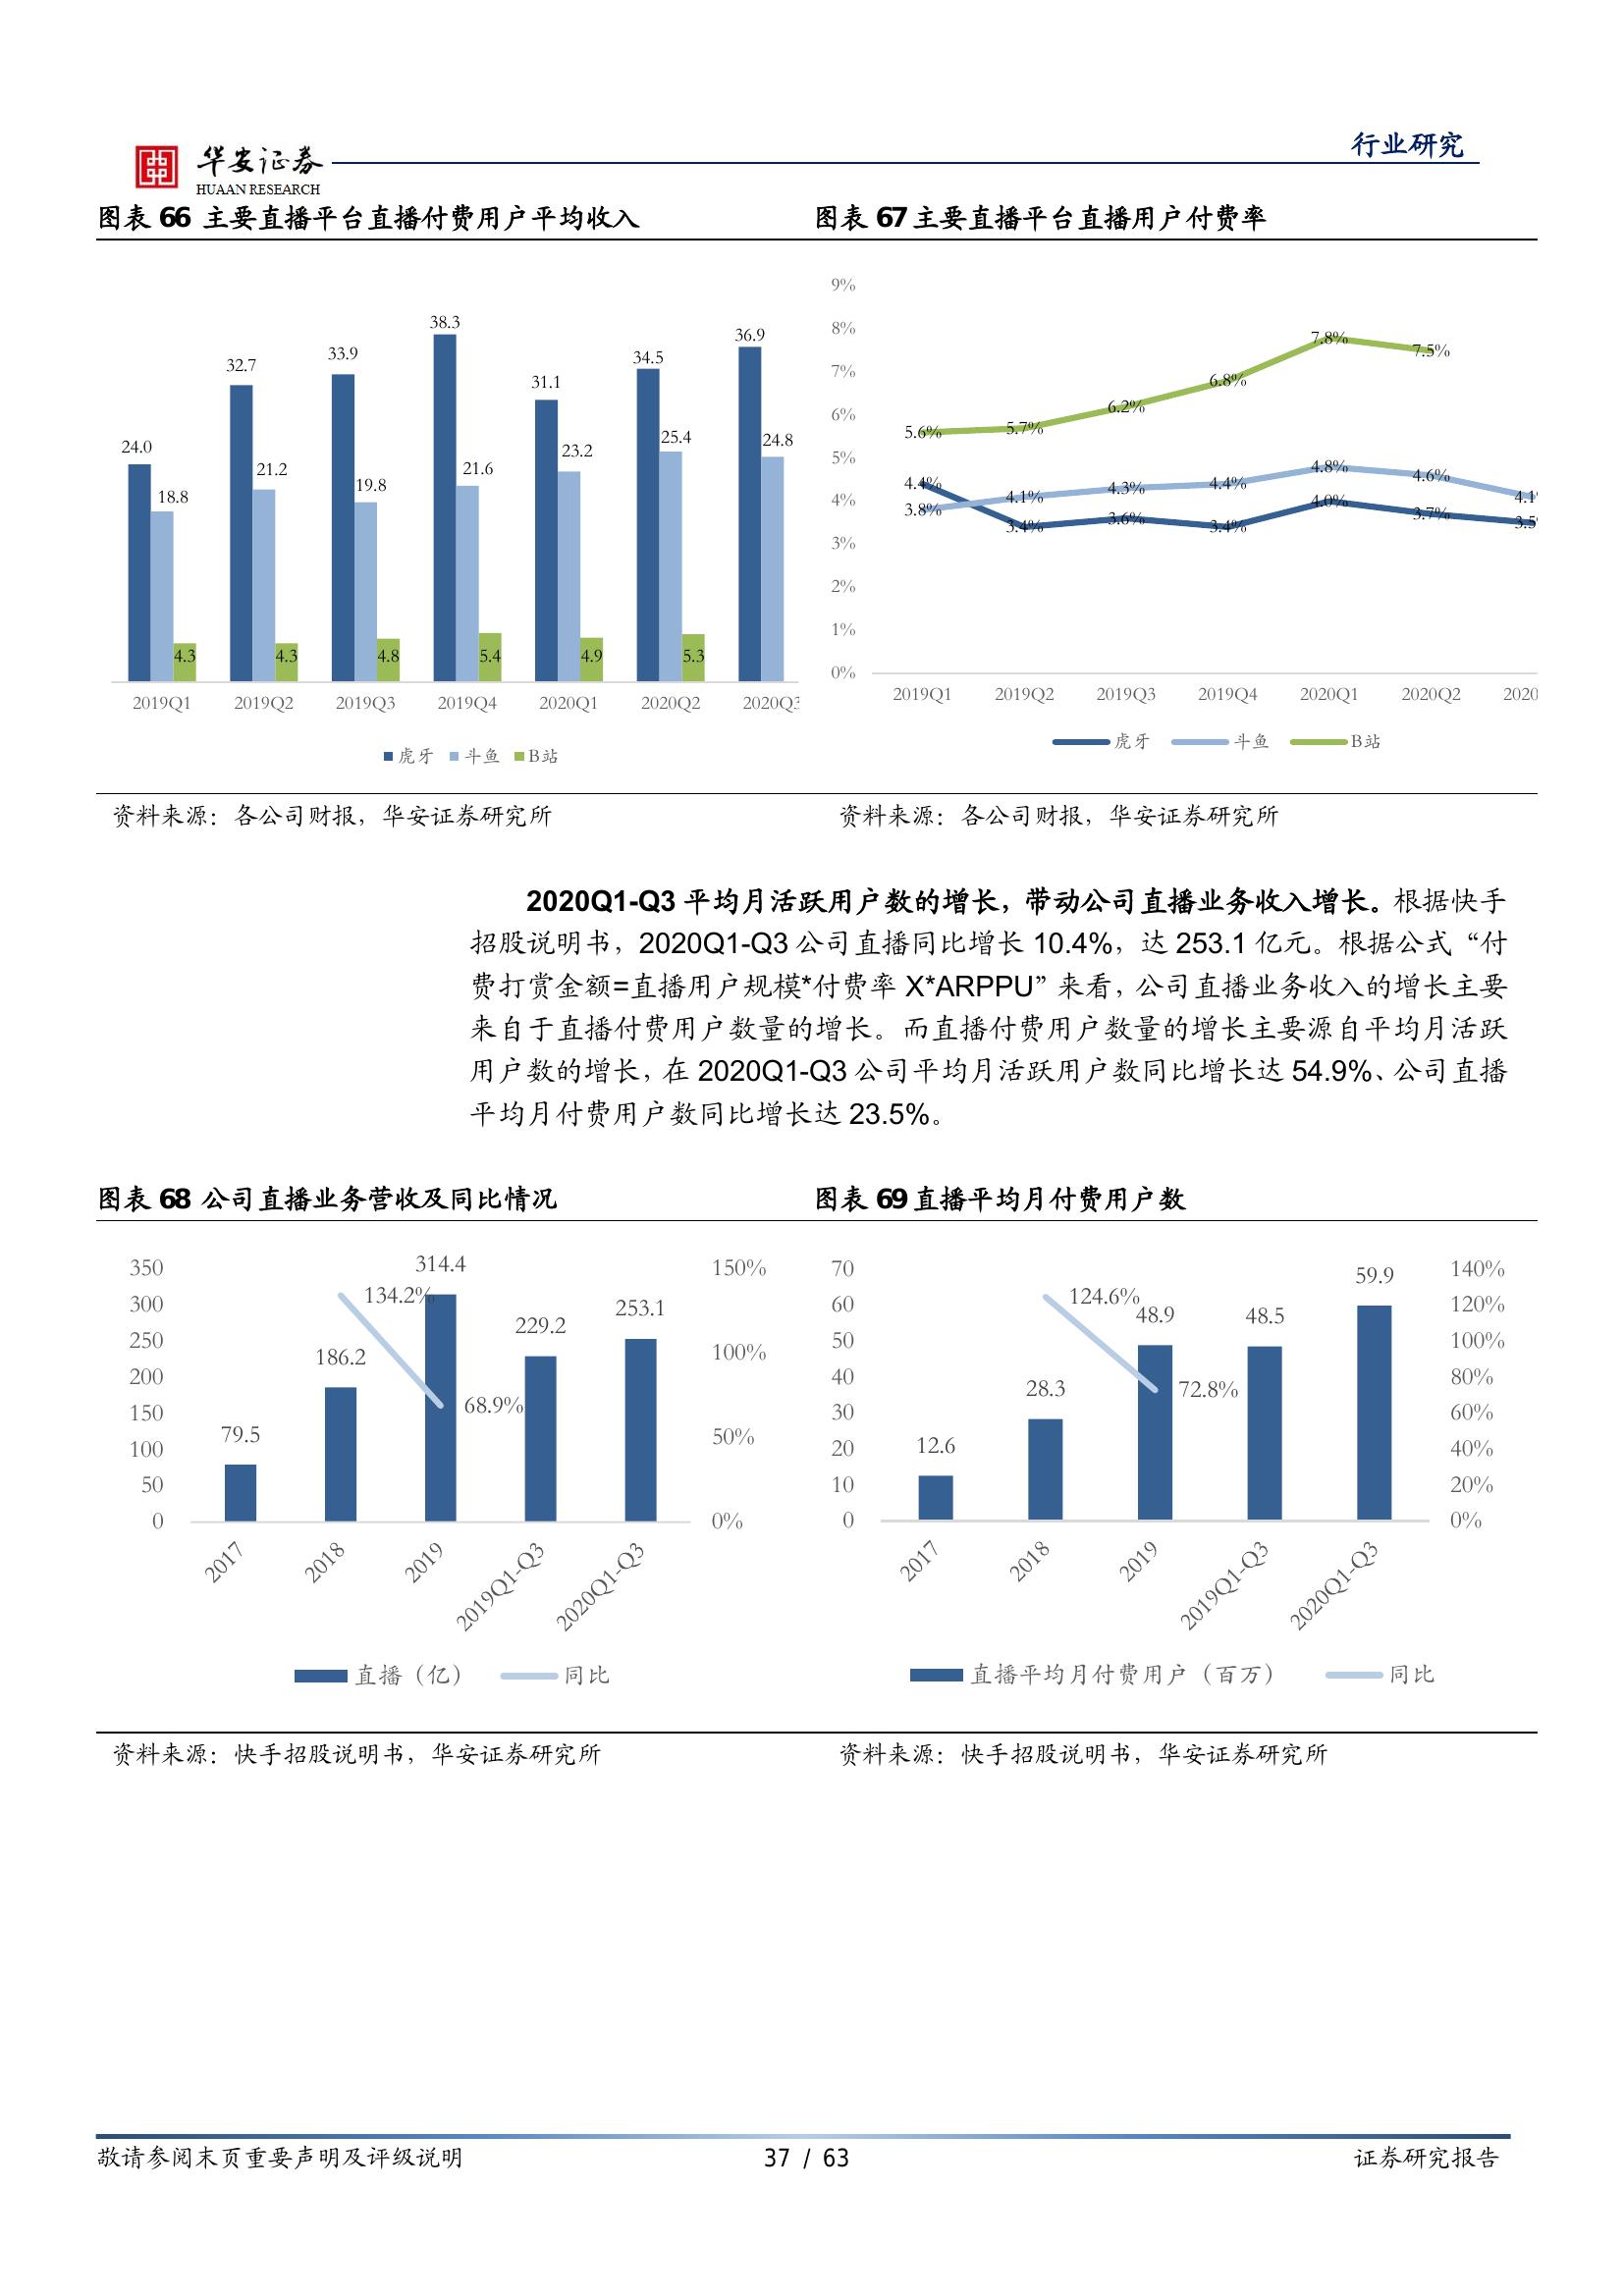 行业研究
华安证券
HUAAN RESEARCH
图表 66 主要直播平台直播付费用户平均收入
24.0 18.8 4.3
32.7 21.2 4.3
33.9 19.8 4.8
38.3 21.6 5.4
31.1 23.2 4.9
34.5 25.4 5.3
36.9 24.8
2019Q1 2019Q2 2019Q3 2019Q4 2020Q1 2020Q2 2020Q3
虎牙 斗鱼 B站
资料来源：各公司财报，华安证券研究所
图表 67 主要直播平台直播用户付费率
9%
8%
7%
6%
5%
4%
3%
2%
1%
0%
5.6% 5.7% 6.2% 6.8% 7.8% 7.5%
3.8% 4.1% 4.3% 4.4% 4.8% 4.6% 4.1
4.4% 3.4% 3.6% 3.4% 4.0% 3.7% 3.5
2019Q1 2019Q2 2019Q3 2019Q4 2020Q1 2020Q2 2020
虎牙 斗鱼 B站
资料来源：各公司财报，华安证券研究所
2020Q1-Q3 平均月活跃用户数的增长，带动公司直播业务收入增长。根据快手
招股说明书，2020Q1-Q3 公司直播同比增长 10.4%，达 253.1 亿元。根据公式“付
费打赏金额=直播用户规模*付费率 X*ARPPU”来看，公司直播业务收入的增长主要
来自于直播付费用户数量的增长。而直播付费用户数量的增长主要源自平均月活跃
用户数的增长，在 2020Q1-Q3 公司平均月活跃用户数同比增长达 54.9%、公司直播
平均月付费用户数同比增长达 23.5%。
图表 68 公司直播业务营收及同比情况
350
300
250
200
150
100
50
0
79.5 186.2 314.4 229.2 253.1
134.2% 68.9%
150%
100%
50%
0%
2017 2018 2019 2019Q1-Q3 2020Q1-Q3
直播（亿） 同比
资料来源：快手招股说明书，华安证券研究所
图表 69 直播平均月付费用户数
70
60
50
40
30
20
10
0
12.6 28.3 48.9 48.5 59.9
124.6% 72.8%
140%
120%
100%
80%
60%
40%
20%
0%
2017 2018 2019 2019Q1-Q3 2020Q1-Q3
直播平均月付费用户（百万） 同比
资料来源：快手招股说明书，华安证券研究所
敬请参阅末页重要声明及评级说明 37 / 63 证券研究报告